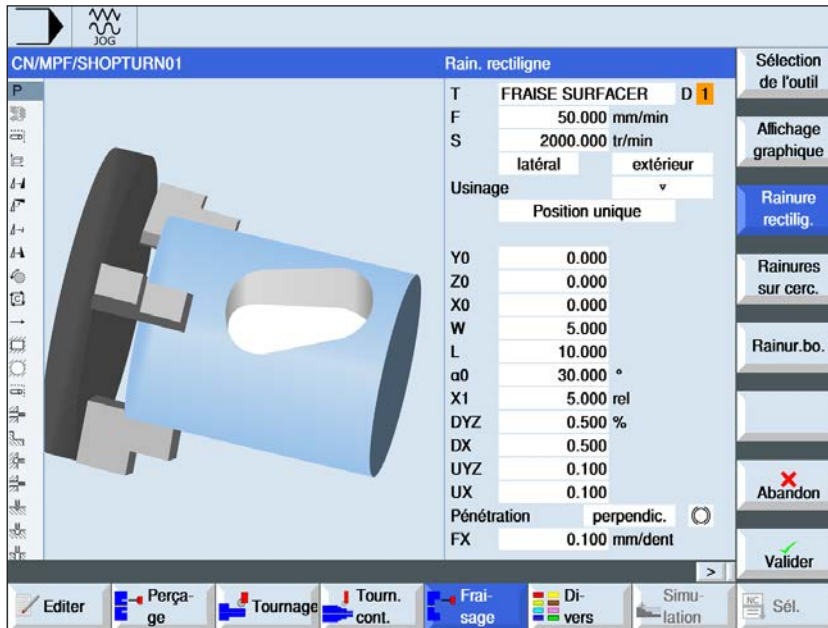 JOG
CN/MPF/SHOPTURN01
Rain. rectiligne
P
T FRAISE SURFACER D 1
F 50.000 mm/min
S 2000.000 tr/min
latéral extérieur
Usinage ▿
Position unique
Y0 0.000
Z0 0.000
X0 0.000
W 5.000
L 10.000
α0 30.000 °
X1 5.000 rel
DYZ 0.500 %
DX 0.500
UYZ 0.100
UX 0.100
Pénétration perpendic.
FX 0.100 mm/dent
>
Sélection
de l'outil
Affichage
graphique
Rainure
rectilig.
Rainures
sur cerc.
Rainur.bo.
Abandon
Valider
Editer
Perça-
ge
Tournage
Tourn.
cont.
Frai-
sage
Di-
vers
Simu-
lation
NC
Sél.